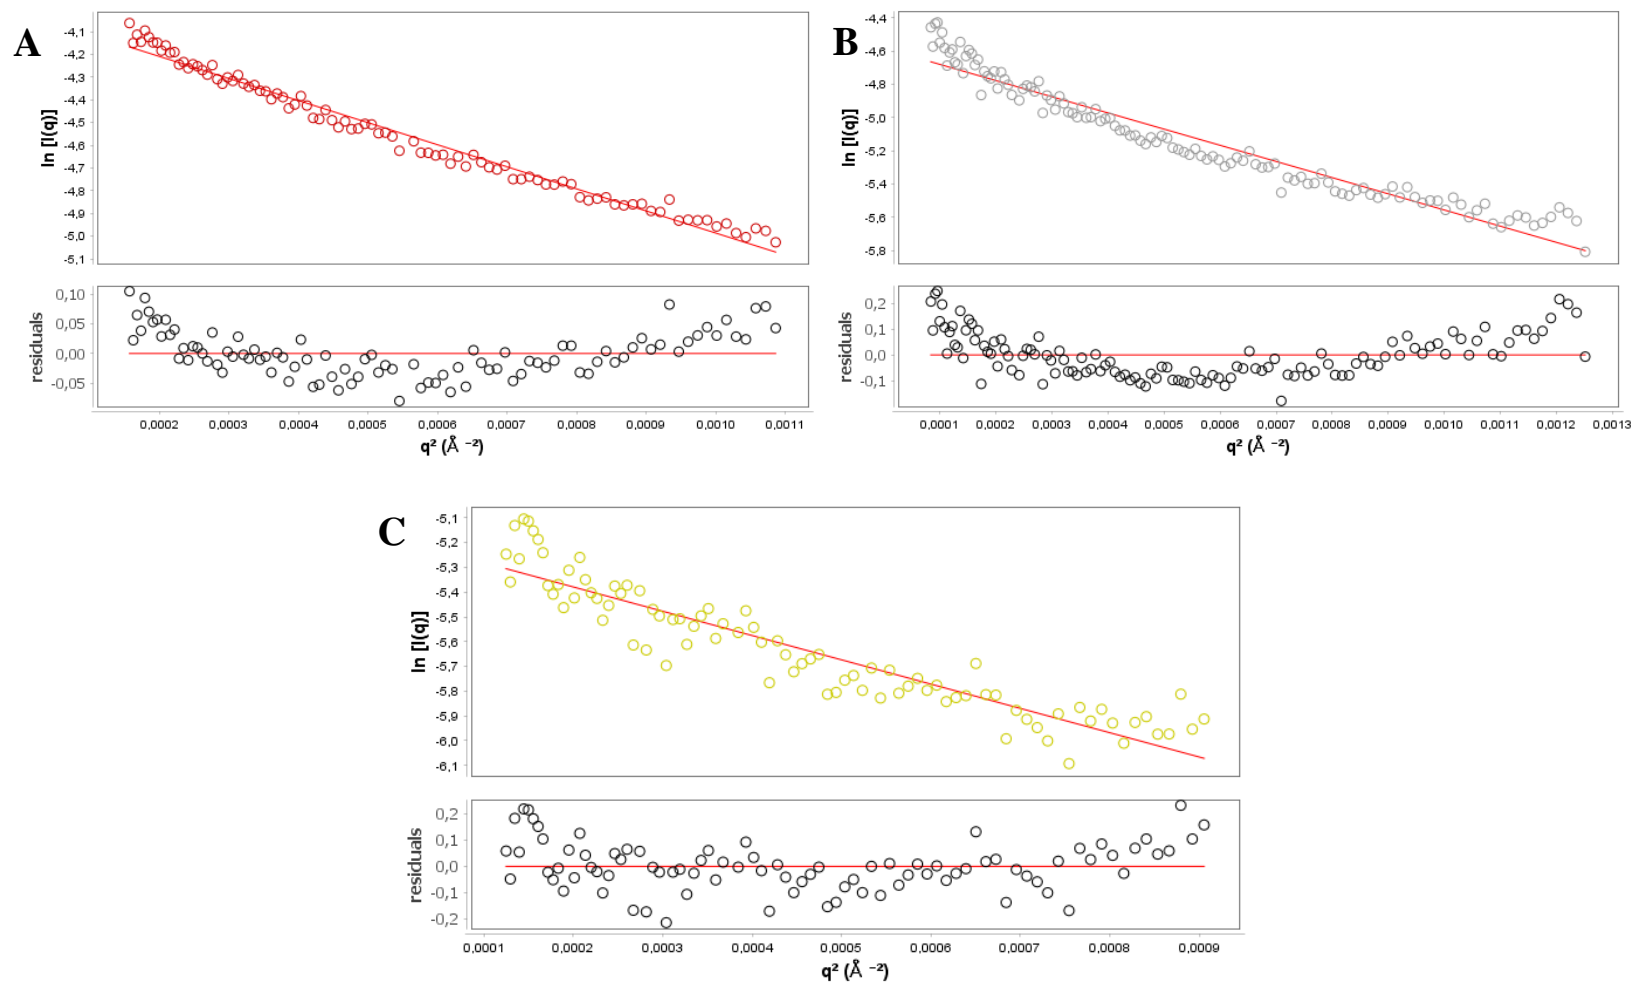 A
ln [I(q)]
-4,1
-4,2
-4,3
-4,4
-4,5
-4,6
-4,7
-4,8
-4,9
-5,0
-5,1
residuals
0,10
0,05
0,00
-0,05
0,0002 0,0003 0,0004 0,0005 0,0006 0,0007 0,0008 0,0009 0,0010 0,0011
q² (Å ⁻²)
B
ln [I(q)]
-4,4
-4,6
-4,8
-5,0
-5,2
-5,4
-5,6
-5,8
residuals
0,2
0,1
0,0
-0,1
0,0001 0,0002 0,0003 0,0004 0,0005 0,0006 0,0007 0,0008 0,0009 0,0010 0,0011 0,0012 0,0013
q² (Å ⁻²)
C
ln [I(q)]
-5,1
-5,2
-5,3
-5,4
-5,5
-5,6
-5,7
-5,8
-5,9
-6,0
-6,1
residuals
0,2
0,1
0,0
-0,1
-0,2
0,0001 0,0002 0,0003 0,0004 0,0005 0,0006 0,0007 0,0008 0,0009
q² (Å ⁻²)